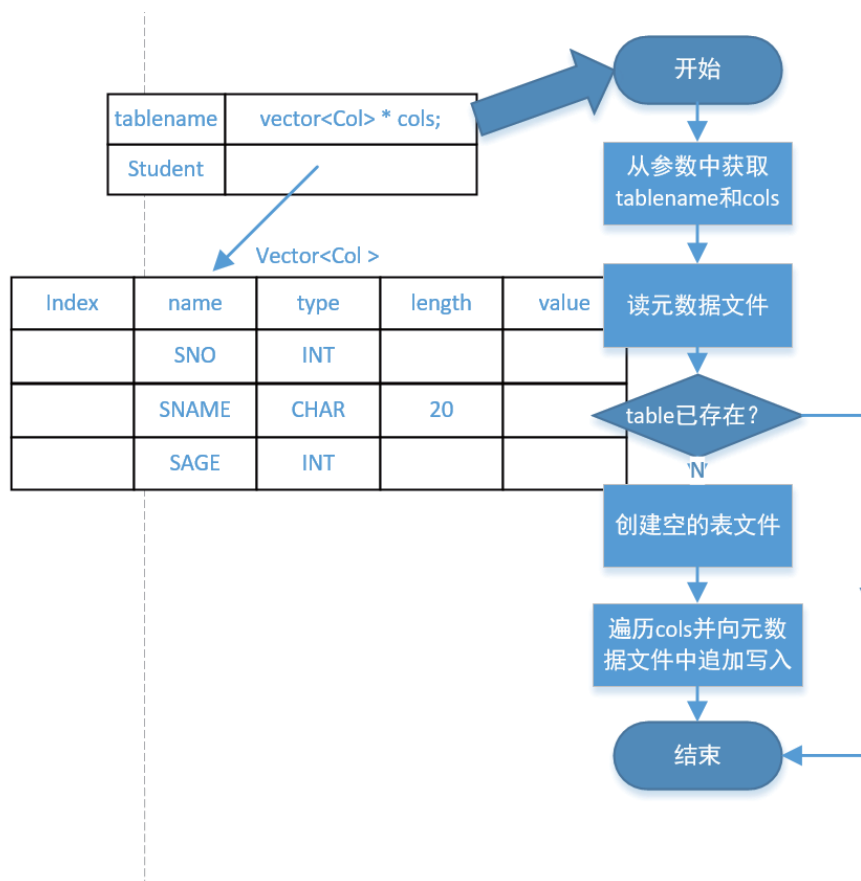 开始
tablename vector<Col> * cols;
Student
从参数中获取
tablename和cols
Vector<Col >
Index name type length value
SNO INT
SNAME CHAR 20
SAGE INT
读元数据文件
table已存在?
N
创建空的表文件
遍历cols并向元数
据文件中追加写入
结束